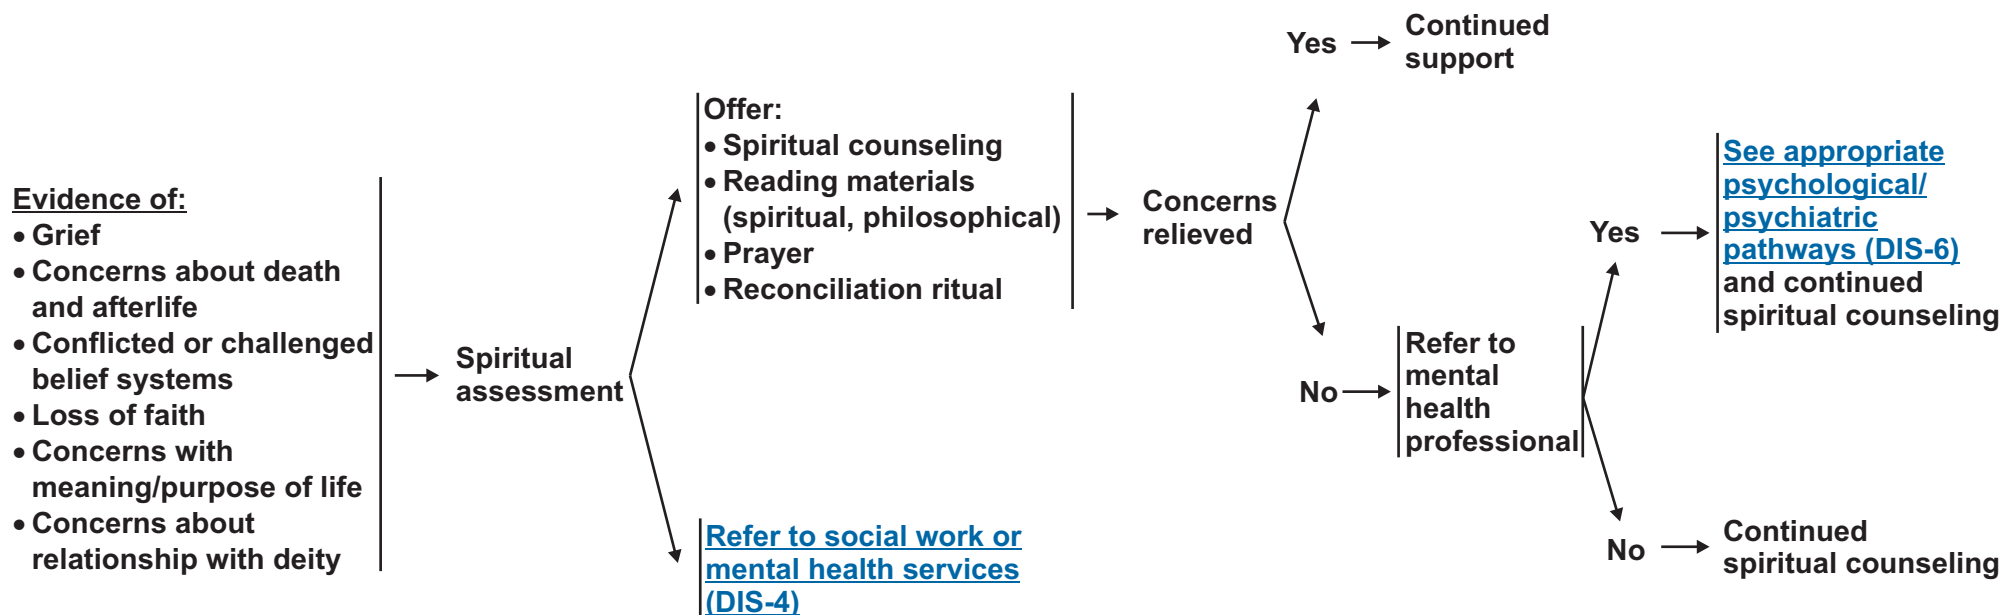 Evidence of:
• Grief
• Concerns about death
and afterlife
• Conflicted or challenged
belief systems
• Loss of faith
• Concerns with
meaning/purpose of life
• Concerns about
relationship with deity
Spiritual
assessment
Offer:
• Spiritual counseling
• Reading materials
(spiritual, philosophical)
• Prayer
• Reconciliation ritual
Refer to social work or
mental health services
(DIS-4)
Concerns
relieved
Yes
Continued
support
No
Refer to
mental
health
professional
Yes
See appropriate
psychological/
psychiatric
pathways (DIS-6)
and continued
spiritual counseling
No
Continued
spiritual counseling